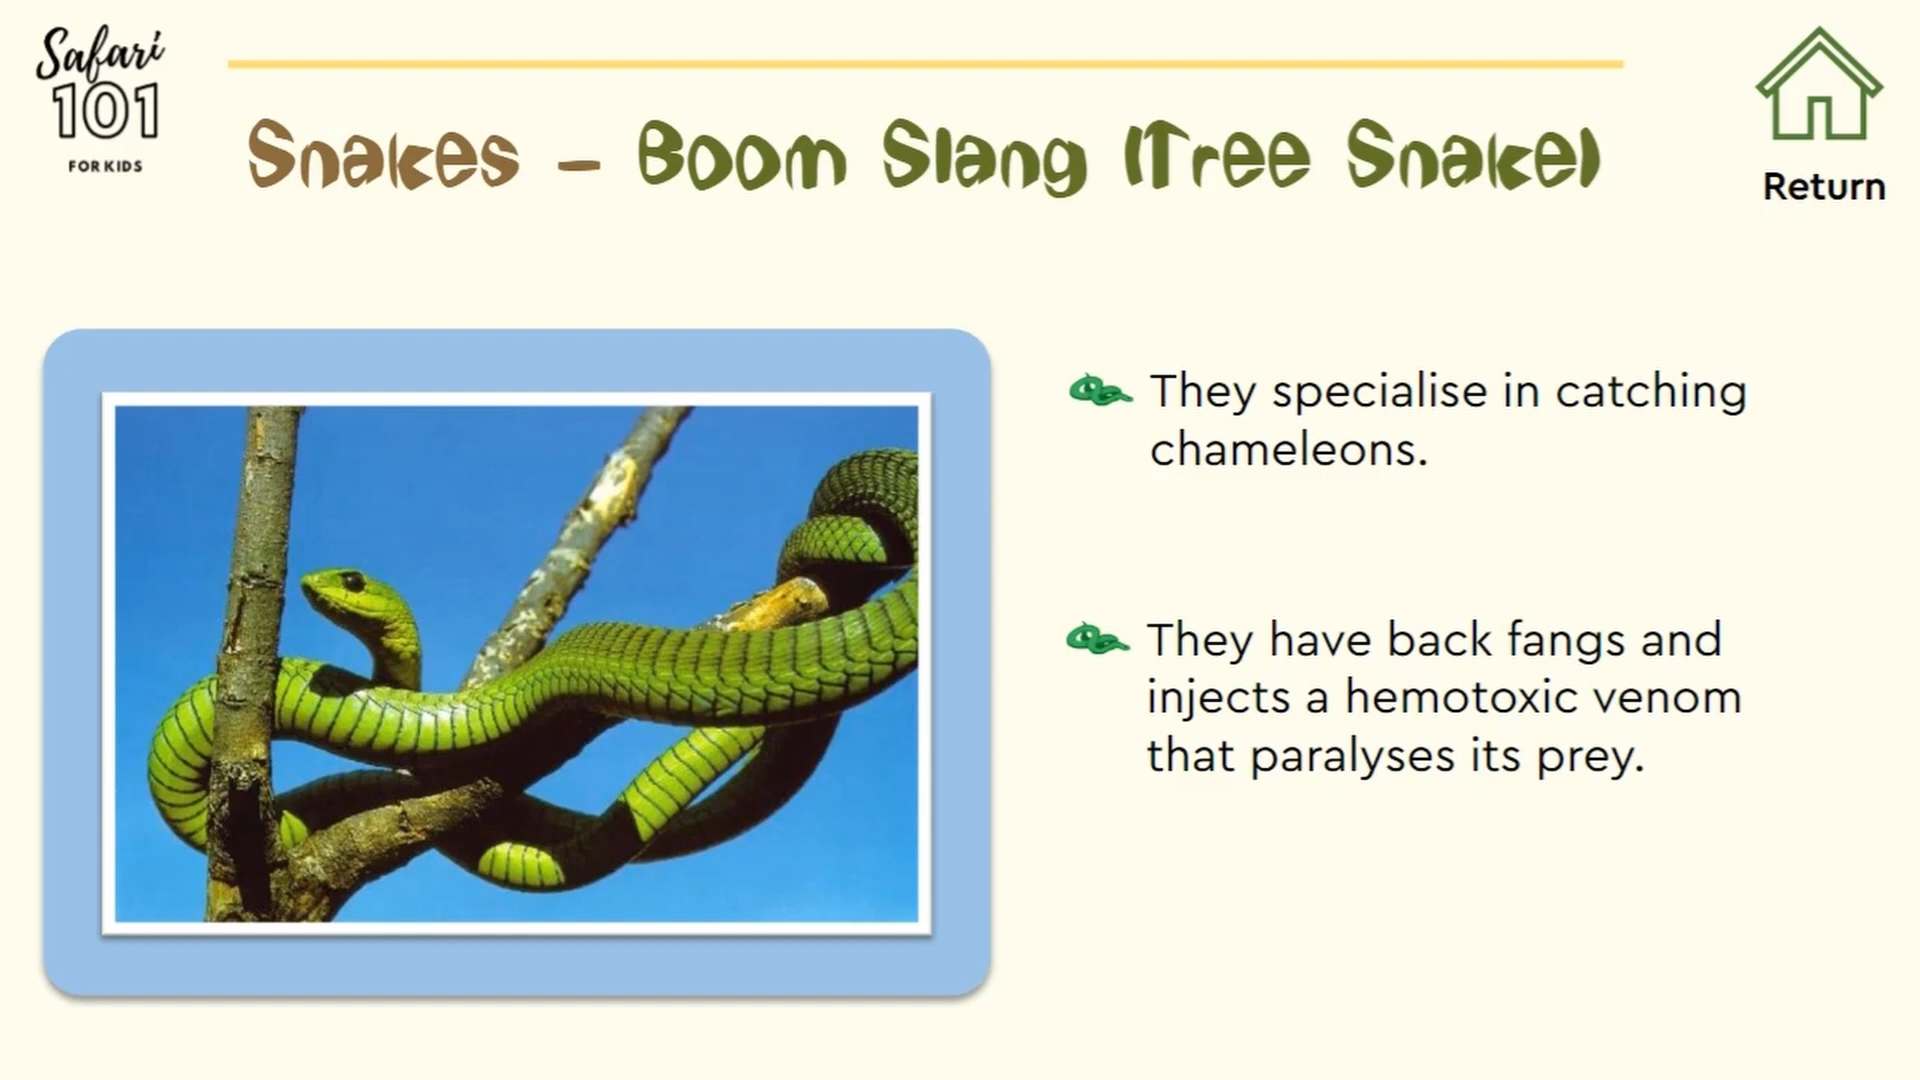 Safari
101
FOR KIDS
Snakes – Boom Slang (Tree Snake)
Return
They specialise in catching
chameleons.
They have back fangs and
injects a hemotoxic venom
that paralyses its prey.